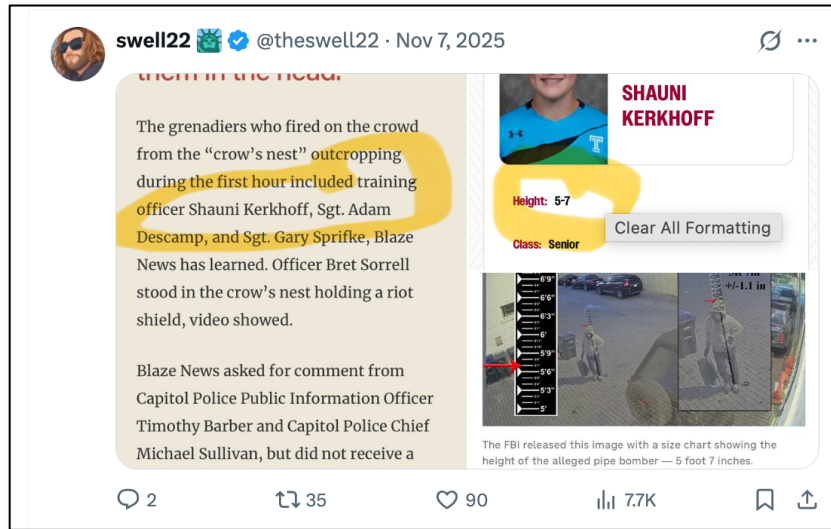 swell22 @theswell22 · Nov 7, 2025
them in the head.
The grenadiers who fired on the crowd
from the “crow’s nest” outcropping
during the first hour included training
officer Shauni Kerkhoff, Sgt. Adam
Descamp, and Sgt. Gary Sprifke, Blaze
News has learned. Officer Bret Sorrell
stood in the crow’s nest holding a riot
shield, video showed.
Blaze News asked for comment from
Capitol Police Public Information Officer
Timothy Barber and Capitol Police Chief
Michael Sullivan, but did not receive a
T
SHAUNI
KERKHOFF
Height: 5-7
Class: Senior
Clear All Formatting
6'9"
6'6"
6'3"
6'
5'9"
5'6"
5'3"
5'
+/-1.1 in
The FBI released this image with a size chart showing the
height of the alleged pipe bomber — 5 foot 7 inches.
2 35 90 7.7K